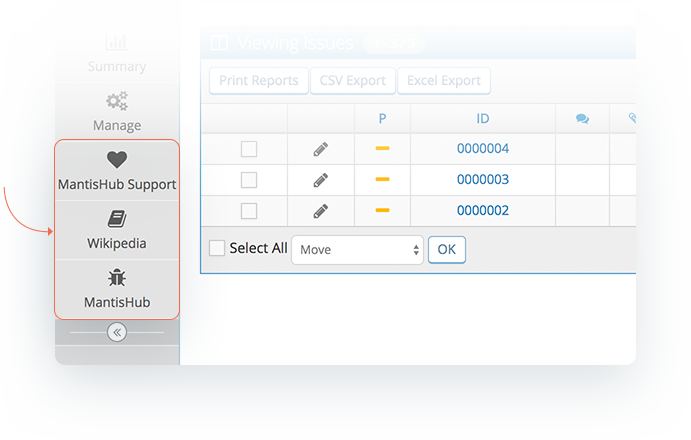 Viewing Issues
Summary
Print Reports CSV Export Excel Export
Manage
P ID
0000004
MantisHub Support
0000003
0000002
Wikipedia
Select All Move OK
MantisHub